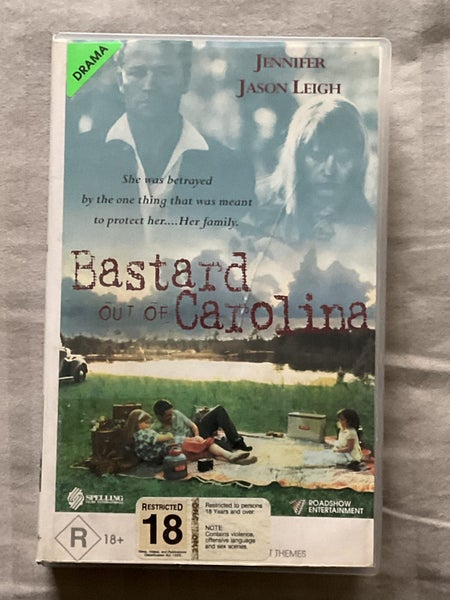 DRAMA
JENNIFER
JASON LEIGH
She was betrayed
by the one thing that was meant
to protect her....Her family.
Bastard
OUT OF Carolina
SPELLING
ROADSHOW
ENTERTAINMENT
R 18+
RESTRICTED
18
Restricted to persons
18 Years and over.
NOTE:
Contains violence,
offensive language
and sex scenes.
THEMES